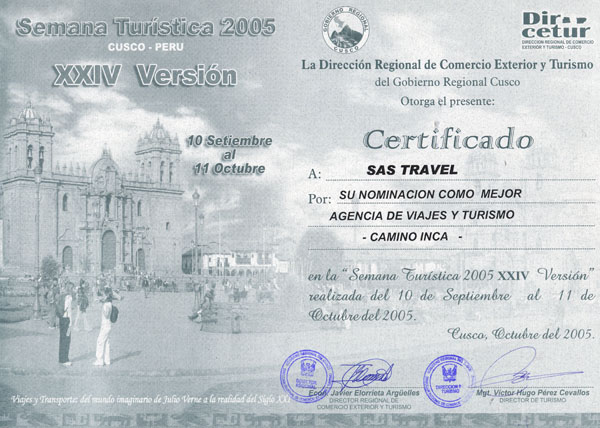 Semana Turística 2005
CUSCO - PERU
XXIV Versión
10 Setiembre
al
11 Octubre
GOBIERNO REGIONAL
CUSCO
Dir
cetur
DIRECCION REGIONAL DE COMERCIO
EXTERIOR Y TURISMO - CUSCO
La Dirección Regional de Comercio Exterior y Turismo
del Gobierno Regional Cusco
Otorga el presente:
Certificado
A: SAS TRAVEL
Por: SU NOMINACION COMO MEJOR
AGENCIA DE VIAJES Y TURISMO
- CAMINO INCA -
en la "Semana Turística 2005 XXIV Versión"
realizada del 10 de Septiembre al 11 de
Octubre del 2005.
Cusco, Octubre del 2005.
Econ. Javier Elorrieta Argüelles
DIRECTOR REGIONAL DE
COMERCIO EXTERIOR Y TURISMO
Mgt. Víctor Hugo Pérez Cevallos
DIRECTOR DE TURISMO
Viajes y Transporte: del mundo imaginario de Julio Verne a la realidad del Siglo XXI